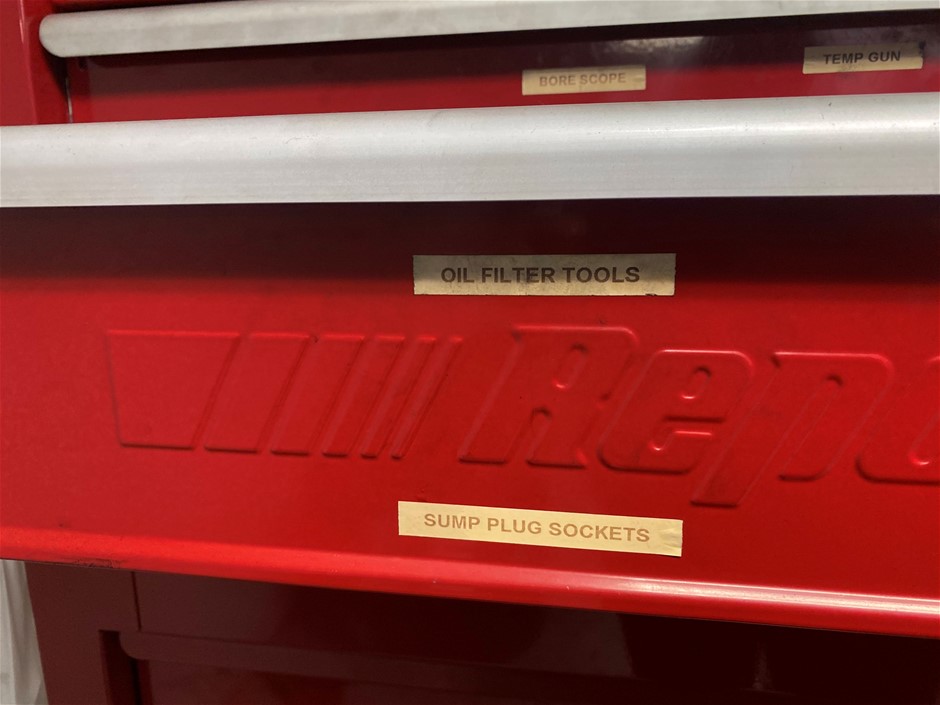 BORE SCOPE
TEMP GUN
OIL FILTER TOOLS
SUMP PLUG SOCKETS